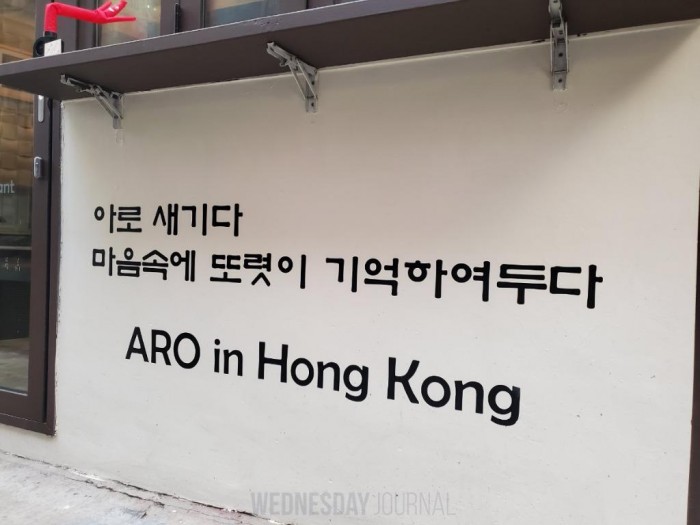 ant
아로 새기다
마음속에 또렷이 기억하여두다
ARO in Hong Kong
WEDNESDAY JOURNAL